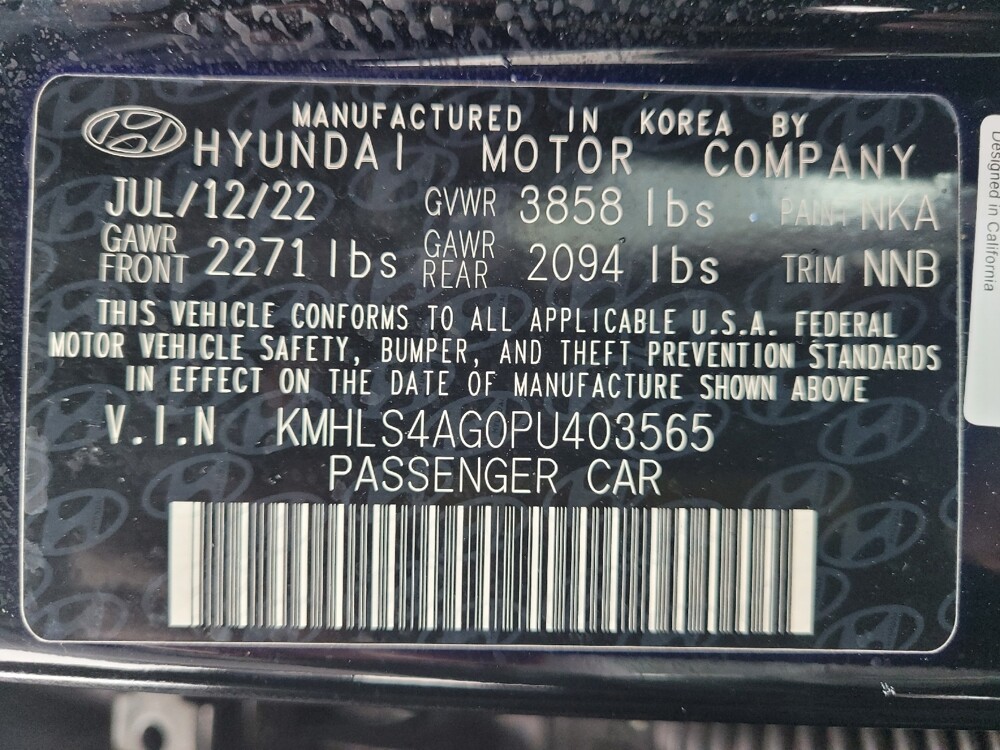 MANUFACTURED IN KOREA BY
HYUNDAI MOTOR COMPANY
JUL/12/22 GVWR 3858 lbs PAINT NKA
GAWR FRONT 2271 lbs GAWR REAR 2094 lbs TRIM NNB
THIS VEHICLE CONFORMS TO ALL APPLICABLE U.S.A. FEDERAL
MOTOR VEHICLE SAFETY, BUMPER, AND THEFT PREVENTION STANDARDS
IN EFFECT ON THE DATE OF MANUFACTURE SHOWN ABOVE
V.I.N KMHLS4AG0PU403565
PASSENGER CAR
Designed in California